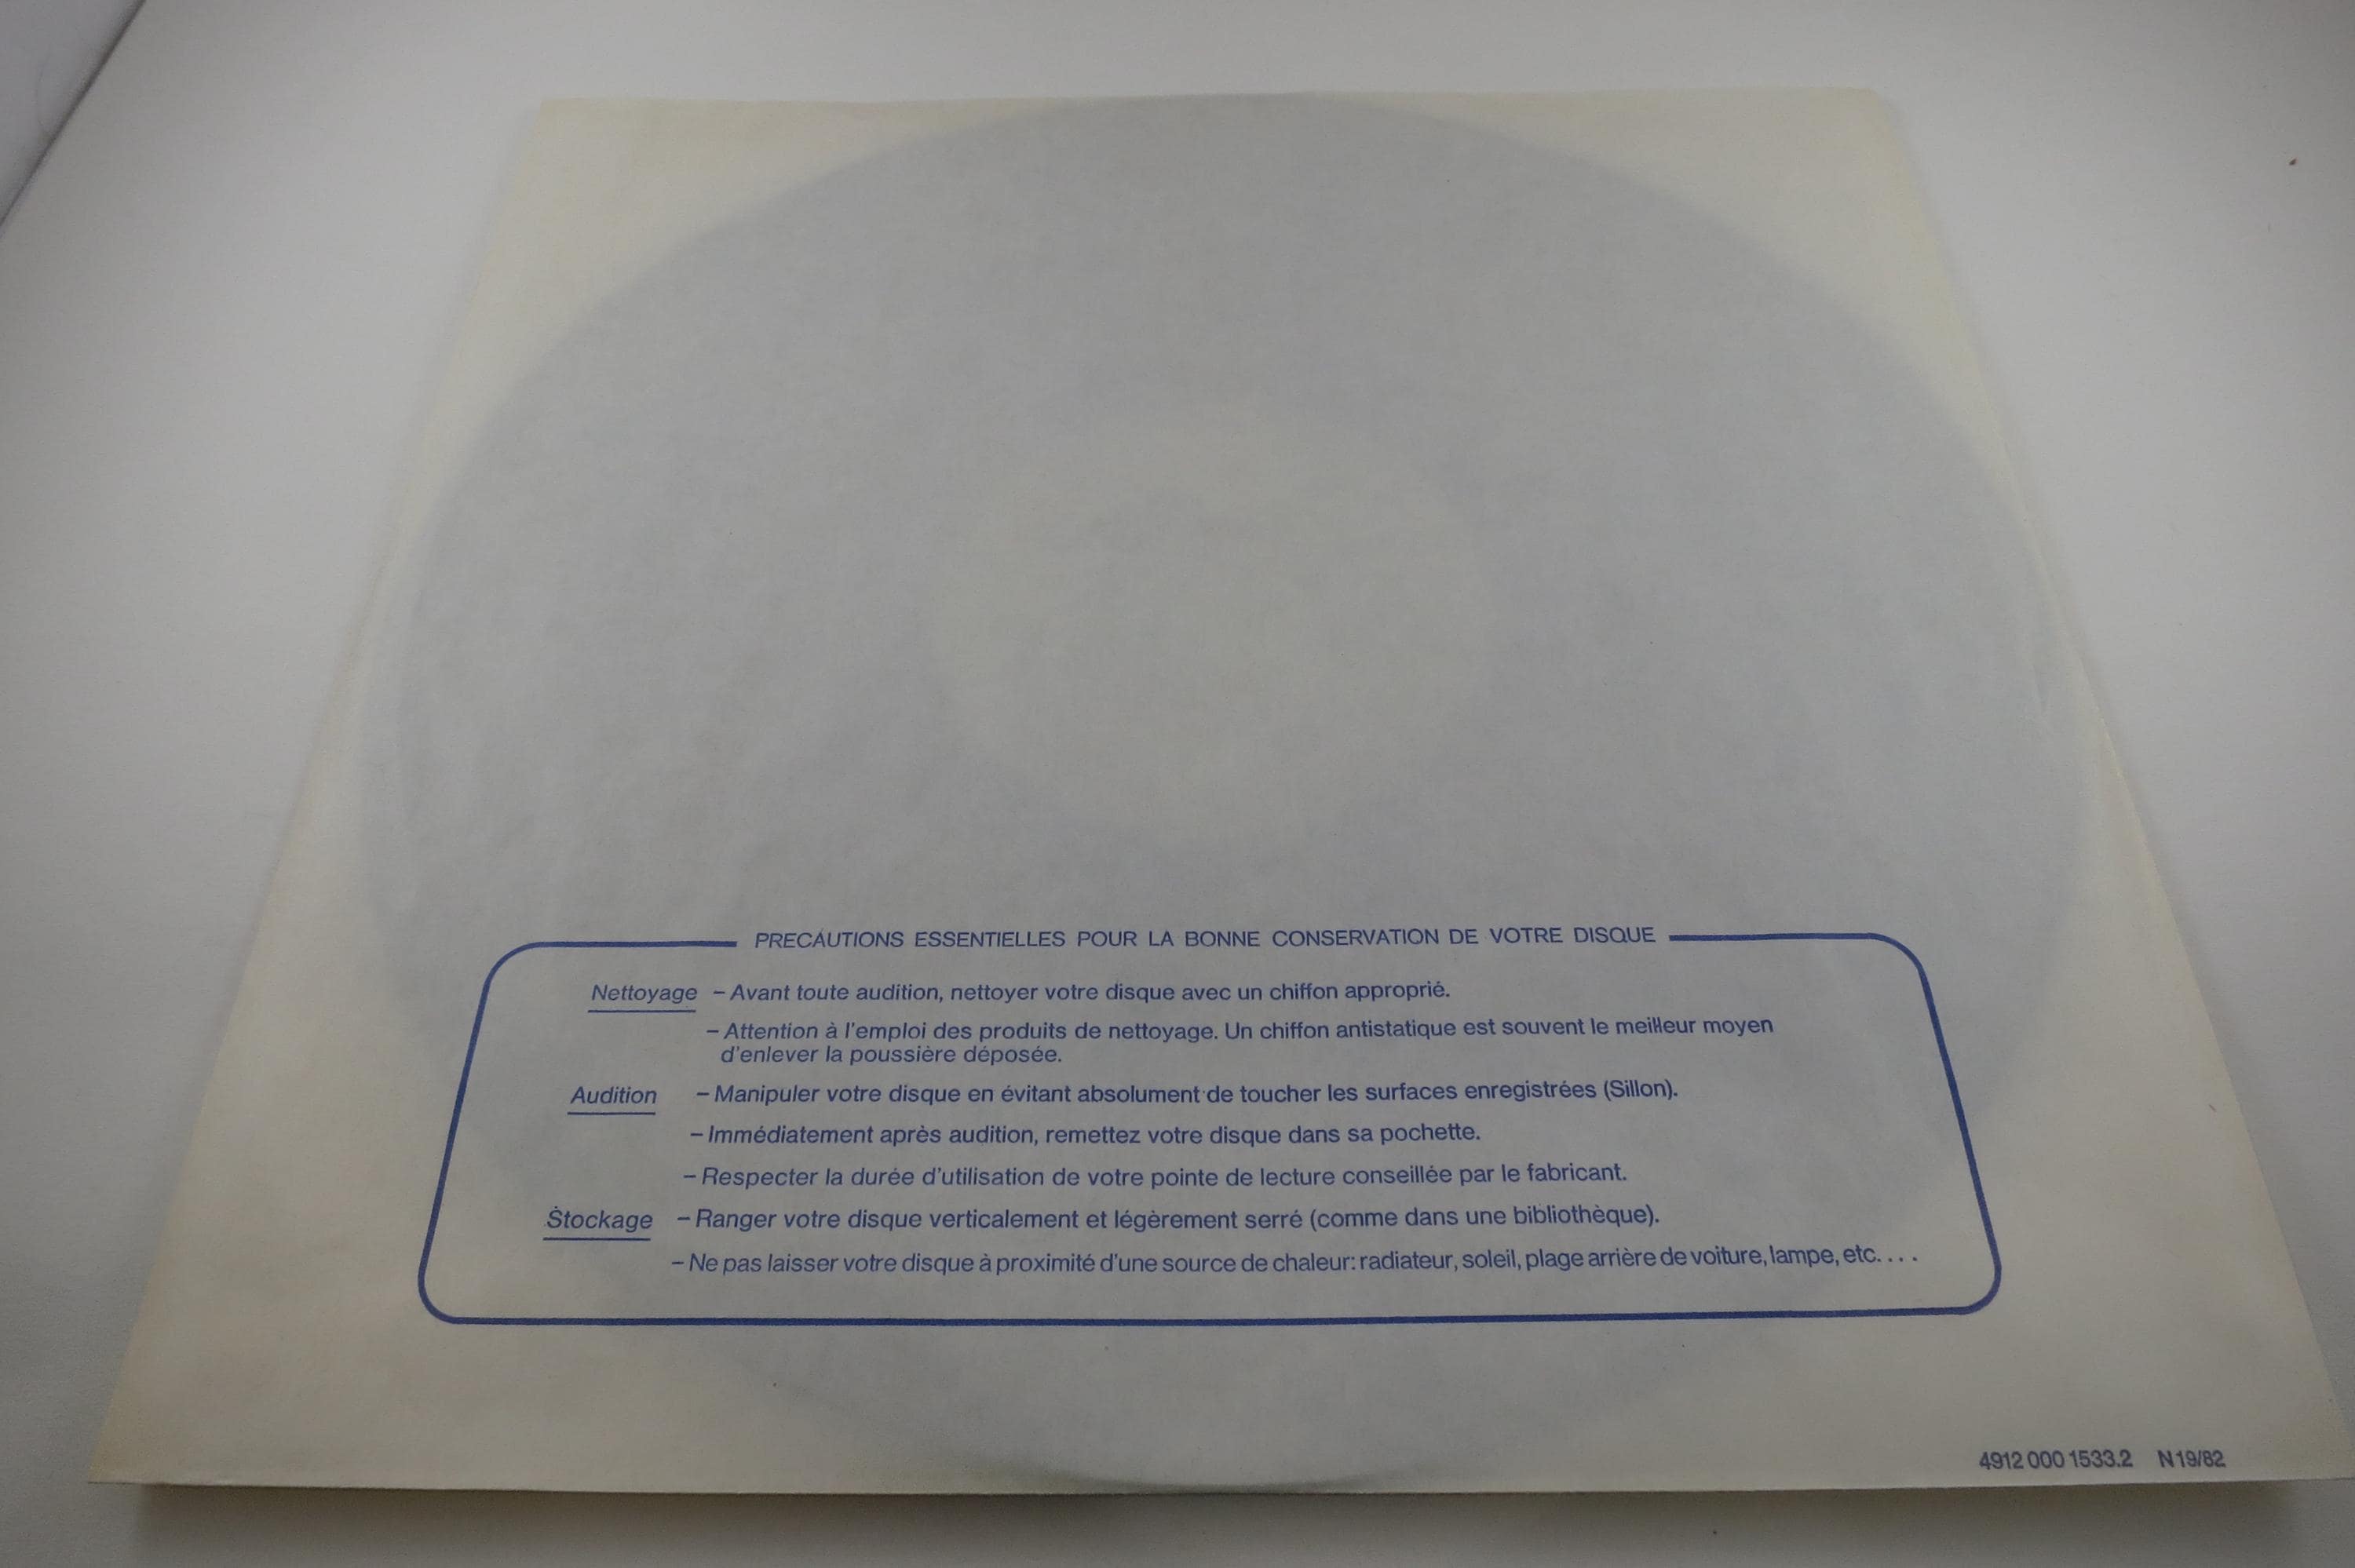 PRECAUTIONS ESSENTIELLES POUR LA BONNE CONSERVATION DE VOTRE DISQUE
Nettoyage – Avant toute audition, nettoyer votre disque avec un chiffon approprié.
– Attention à l'emploi des produits de nettoyage. Un chiffon antistatique est souvent le meilleur moyen
d'enlever la poussière déposée.
Audition – Manipuler votre disque en évitant absolument de toucher les surfaces enregistrées (Sillon).
– Immédiatement après audition, remettez votre disque dans sa pochette.
– Respecter la durée d'utilisation de votre pointe de lecture conseillée par le fabricant.
Stockage – Ranger votre disque verticalement et légèrement serré (comme dans une bibliothèque).
– Ne pas laisser votre disque à proximité d'une source de chaleur: radiateur, soleil, plage arrière de voiture, lampe, etc. . . .
4912 000 1533.2 N 19/82